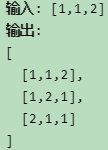 输入: [1,1,2]
输出:
[
  [1,1,2],
  [1,2,1],
  [2,1,1]
]